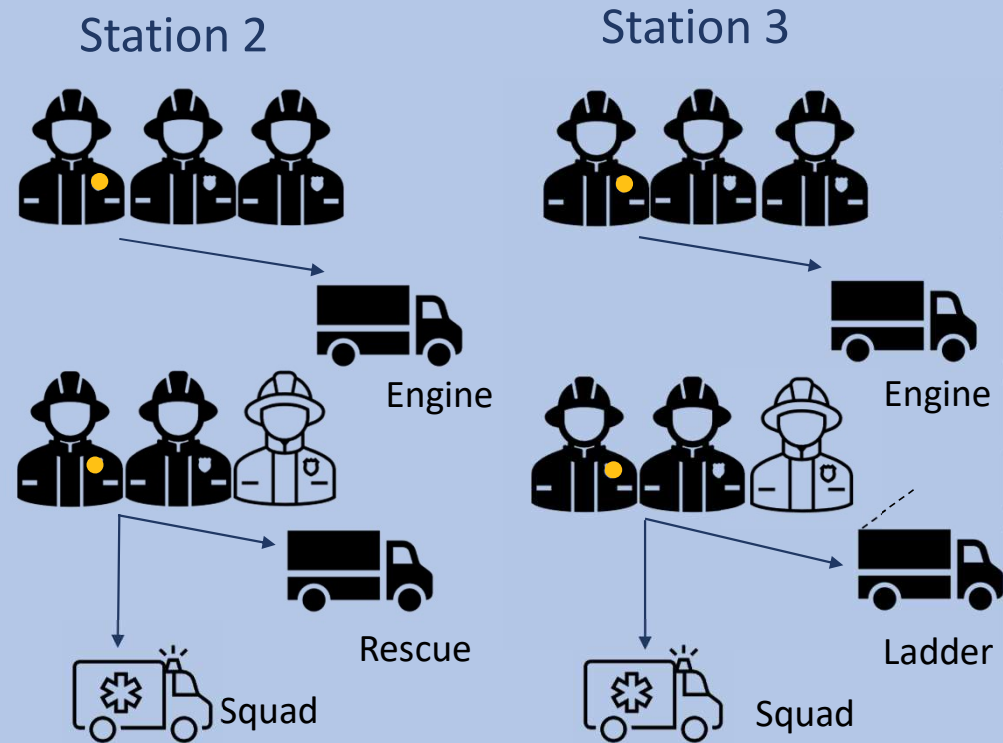 Station 2
Station 3
Engine
Engine
Rescue
Ladder
Squad
Squad